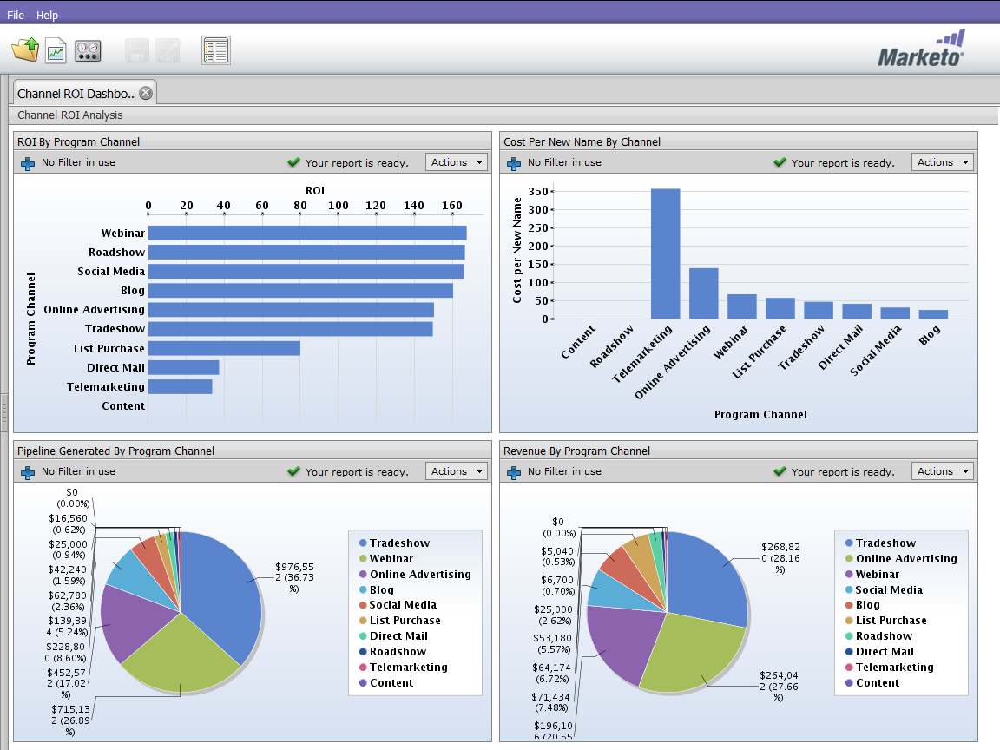 File Help
Marketo
Channel ROI Dashbo..
Channel ROI Analysis
ROI By Program Channel
No Filter in use
Your report is ready.
Actions
ROI
0 20 40 60 80 100 120 140 160
Program Channel
Webinar
Roadshow
Social Media
Blog
Online Advertising
Tradeshow
List Purchase
Direct Mail
Telemarketing
Content
Cost Per New Name By Channel
No Filter in use
Your report is ready.
Actions
Cost per New Name
350
300
250
200
150
100
50
0
Content
Roadshow
Telemarketing
Online Advertising
Webinar
List Purchase
Tradeshow
Direct Mail
Social Media
Blog
Program Channel
Pipeline Generated By Program Channel
No Filter in use
Your report is ready.
Actions
$0
(0.00%)
$16,560
(0.62%)
$25,000
(0.94%)
$42,240
(1.59%)
$62,780
(2.36%)
$139,39
4 (5.24%)
$228,80
0 (8.60%)
$452,57
2 (17.02
%)
$715,13
2 (26.89
%)
$976,55
2 (36.73
%)
Tradeshow
Webinar
Online Advertising
Blog
Social Media
List Purchase
Direct Mail
Roadshow
Telemarketing
Content
Revenue By Program Channel
No Filter in use
Your report is ready.
Actions
$0
(0.00%)
$5,040
(0.53%)
$6,700
(0.70%)
$25,000
(2.62%)
$53,180
(5.57%)
$64,174
(6.72%)
$71,434
(7.48%)
$196,10
6 (20.55
$268,82
0 (28.16
%)
$264,04
2 (27.66
%)
Tradeshow
Online Advertising
Webinar
Social Media
Blog
List Purchase
Roadshow
Direct Mail
Telemarketing
Content